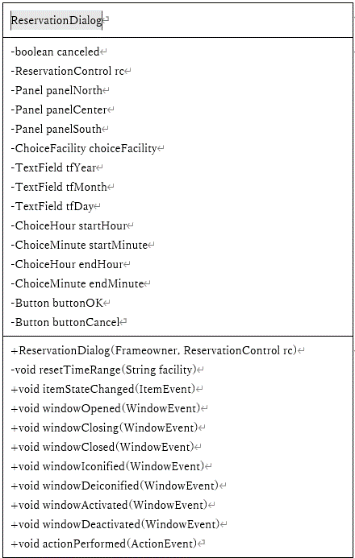 ReservationDialog
-boolean canceled
-ReservationControl rc
-Panel panelNorth
-Panel panelCenter
-Panel panelSouth
-ChoiceFacility choiceFacility
-TextField tfYear
-TextField tfMonth
-TextField tfDay
-ChoiceHour startHour
-ChoiceMinute startMinute
-ChoiceHour endHour
-ChoiceMinute endMinute
-Button buttonOK
-Button buttonCancel
+ReservationDialog(Frameowner, ReservationControl rc)
-void resetTimeRange(String facility)
+void itemStateChanged(ItemEvent)
+void windowOpened(WindowEvent)
+void windowClosing(WindowEvent)
+void windowClosed(WindowEvent)
+void windowIconified(WindowEvent)
+void windowDeiconified(WindowEvent)
+void windowActivated(WindowEvent)
+void windowDeactivated(WindowEvent)
+void actionPerformed(ActionEvent)